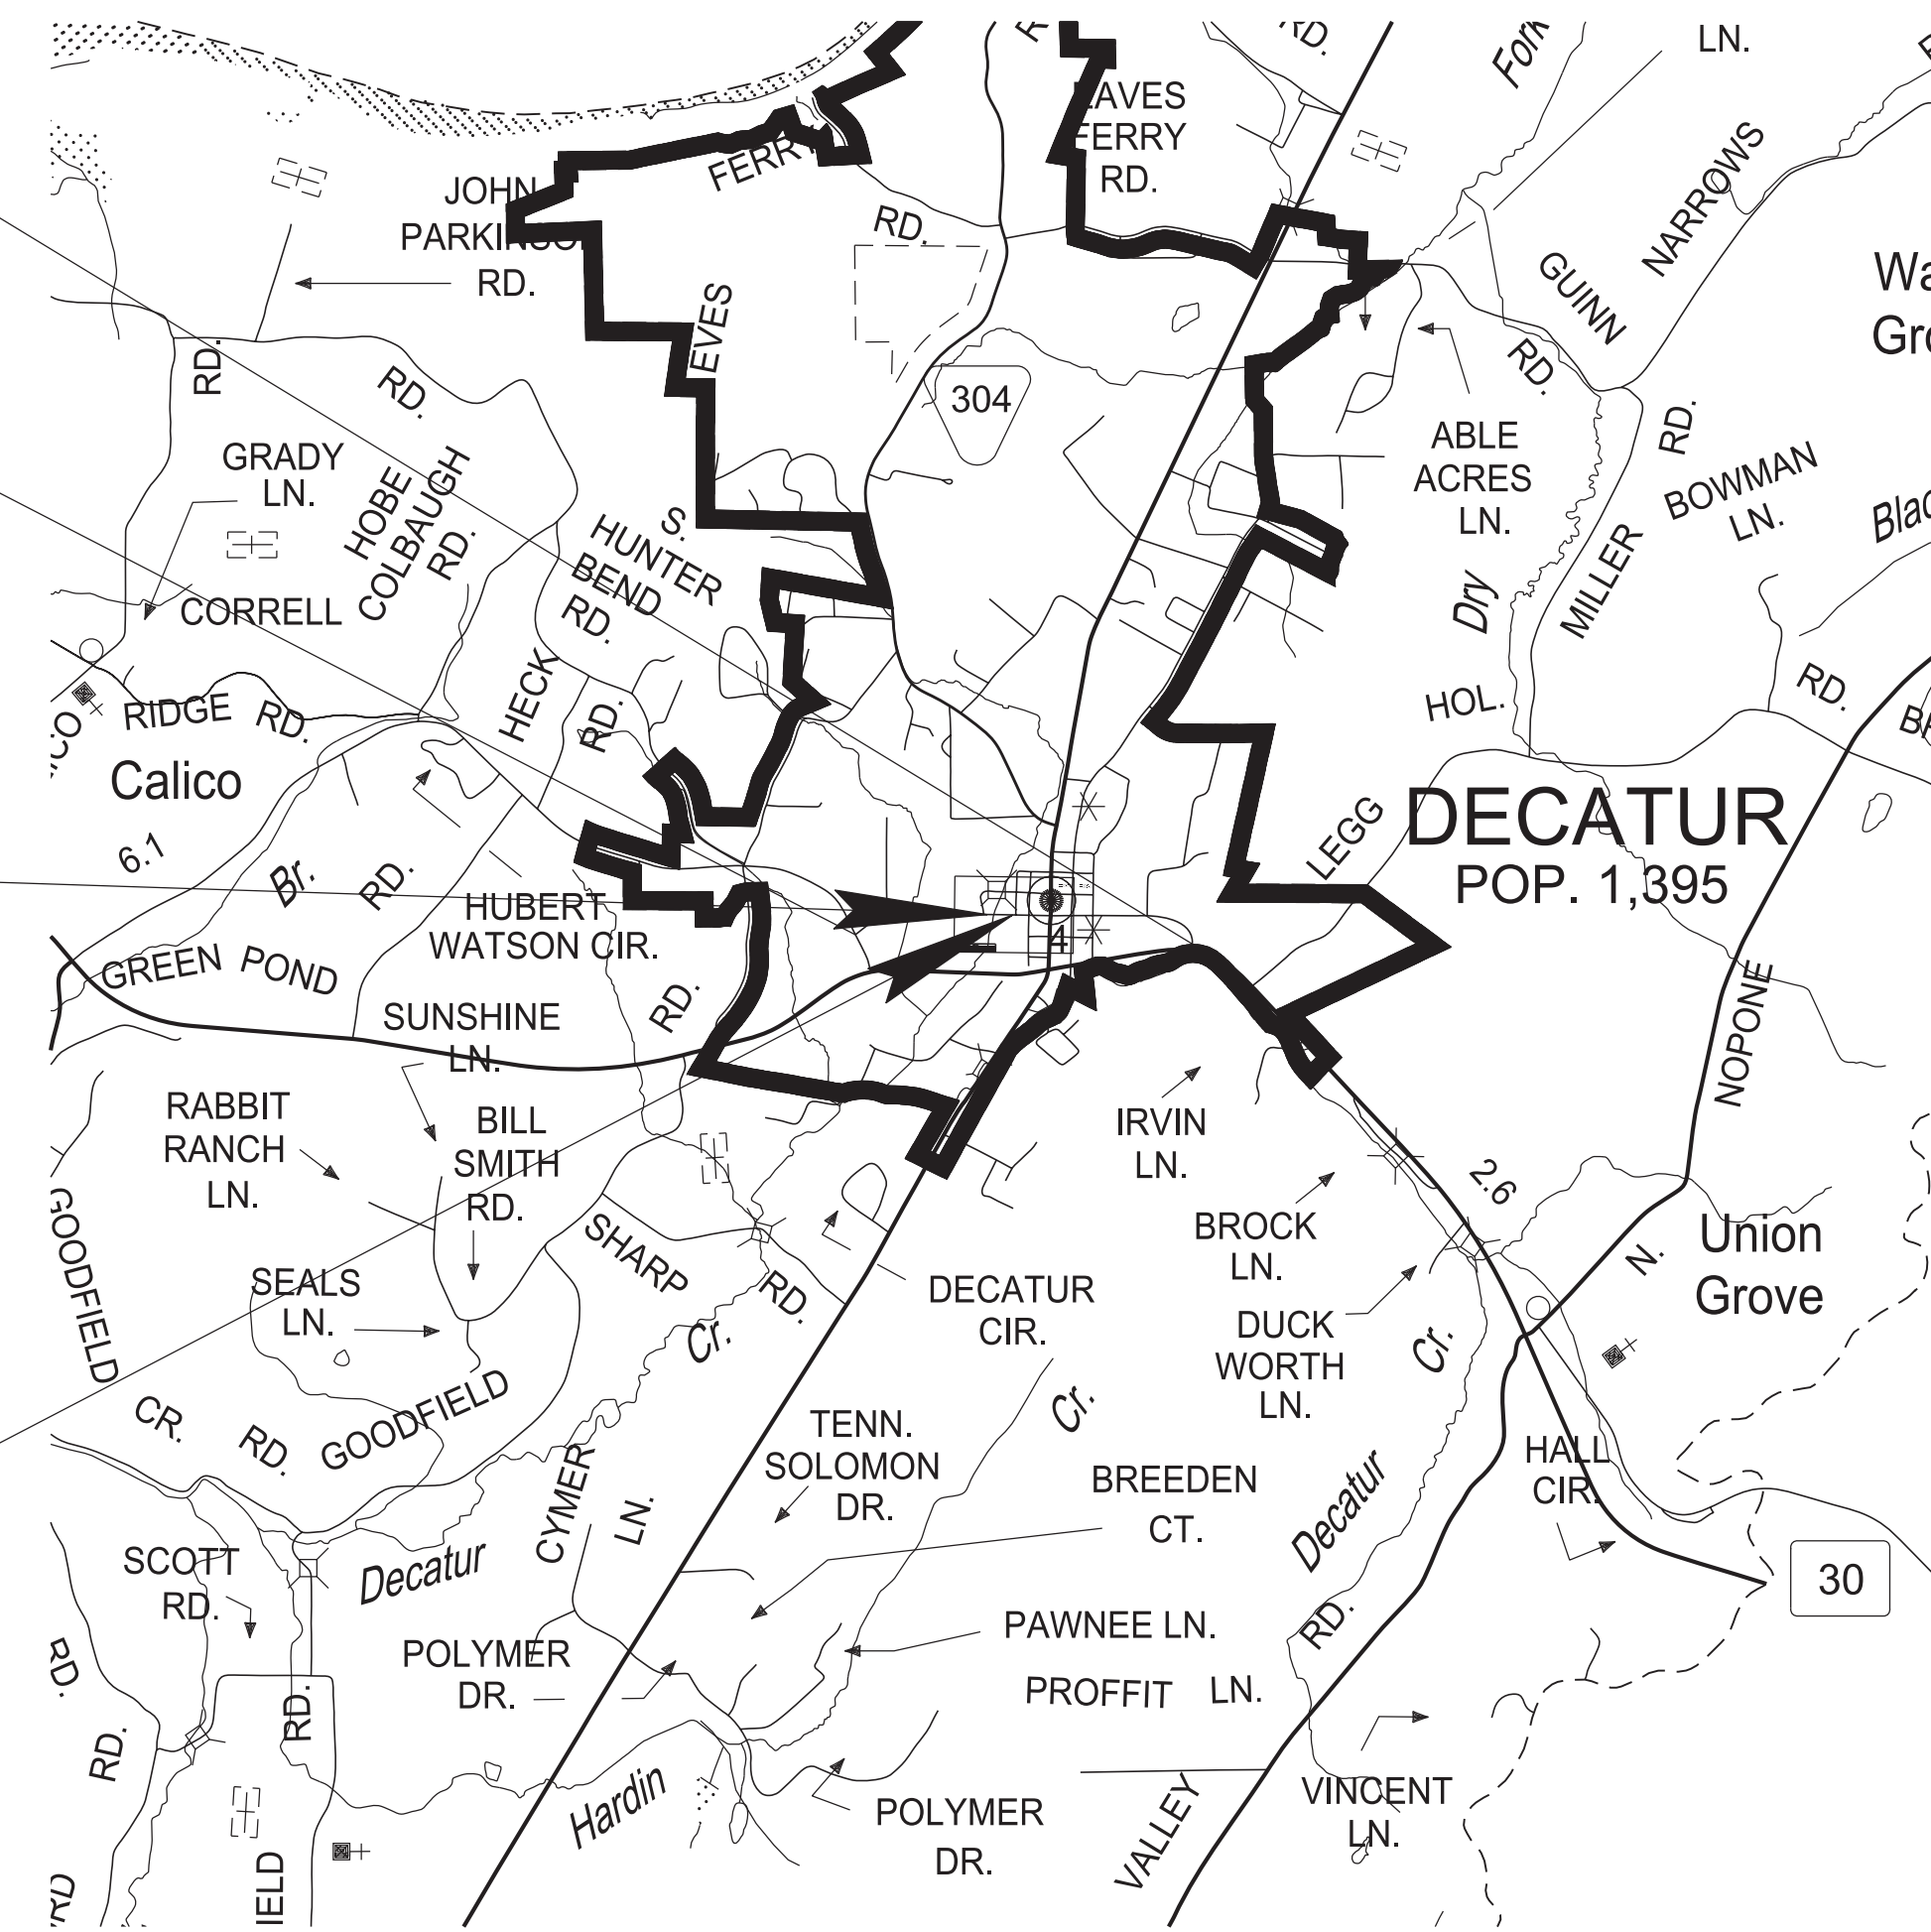 RD.
Fork
LN.
EAVES
FERRY
RD.
FERRY
RD.
JOHN
PARKINSON
RD.
EVES
NARROWS
GUINN
RD.
304
RD.
RD.
GRADY
LN.
HOBE
COLBAUGH
RD.
S.
HUNTER
BEND
RD.
ABLE
ACRES
LN.
RD.
BOWMAN
LN.
MILLER
Dry
HOL.
RD.
CORRELL
RIDGE RD.
HECK
RD.
Calico
6.1
Br.
RD.
DECATUR
POP. 1,395
LEGG
HUBERT
WATSON CIR.
GREEN POND
RD.
4
SUNSHINE
LN.
NOPONE
RABBIT
RANCH
LN.
BILL
SMITH
RD.
IRVIN
LN.
2.6
GOODFIELD
SHARP
RD.
BROCK
LN.
N.
Union
Grove
SEALS
LN.
DECATUR
CIR.
DUCK
WORTH
LN.
Cr.
Cr.
Cr.
CR.
RD.
GOODFIELD
TENN.
SOLOMON
DR.
HALL
CIR.
CYMER
LN.
BREEDEN
CT.
Decatur
SCOTT
RD.
Decatur
30
PAWNEE LN.
RD.
POLYMER
DR.
PROFFIT LN.
RD.
RD.
RD.
Hardin
POLYMER
DR.
VALLEY
VINCENT
LN.
IELD